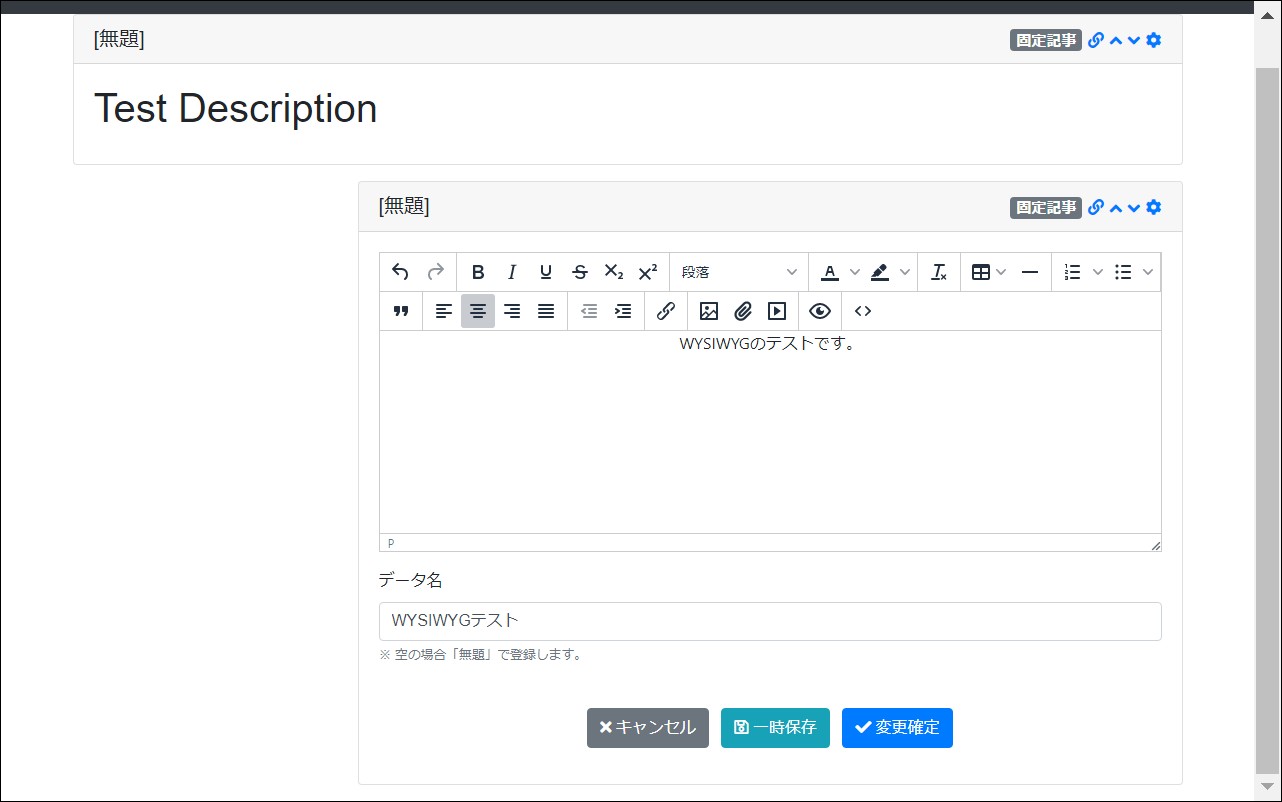 [無題] 固定記事
Test Description
[無題] 固定記事
B I U S X₂ X² 段落 A Tx
WYSIWYGのテストです。
P
データ名
WYSIWYGテスト
※ 空の場合「無題」で登録します。
キャンセル 一時保存 変更確定